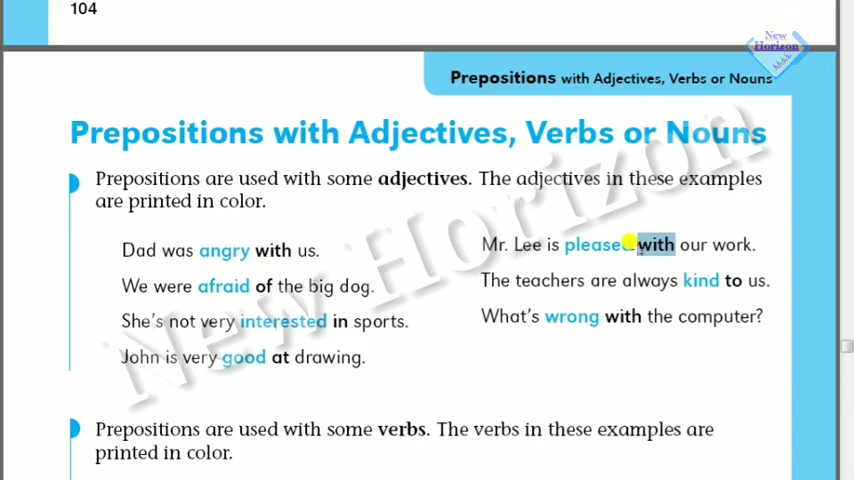 104
New
Horizon
Prepositions with Adjectives, Verbs or Nouns
Prepositions with Adjectives, Verbs or Nouns
Prepositions are used with some adjectives. The adjectives in these examples
are printed in color.
Dad was angry with us.
We were afraid of the big dog.
She's not very interested in sports.
John is very good at drawing.
Mr. Lee is pleased with our work.
The teachers are always kind to us.
What's wrong with the computer?
New Horizon
Prepositions are used with some verbs. The verbs in these examples are
printed in color.